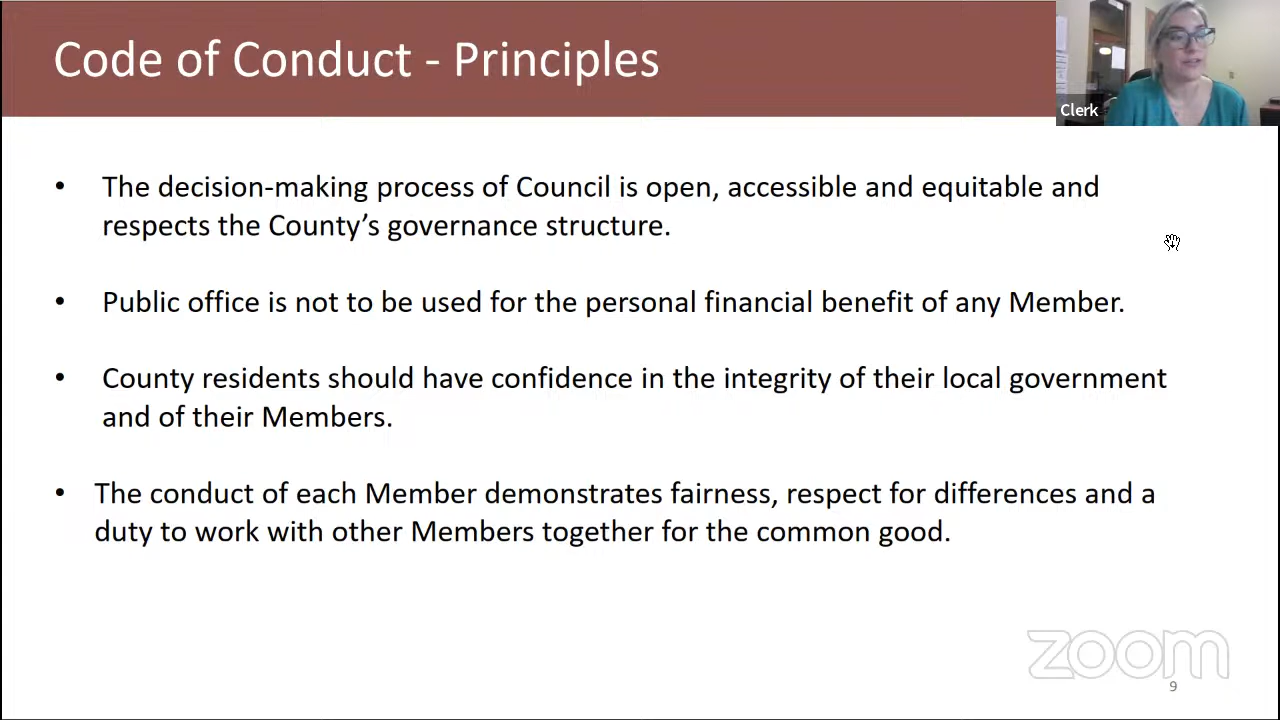 Code of Conduct - Principles
Clerk
• The decision-making process of Council is open, accessible and equitable and
respects the County’s governance structure.
• Public office is not to be used for the personal financial benefit of any Member.
• County residents should have confidence in the integrity of their local government
and of their Members.
• The conduct of each Member demonstrates fairness, respect for differences and a
duty to work with other Members together for the common good.
zoom
9